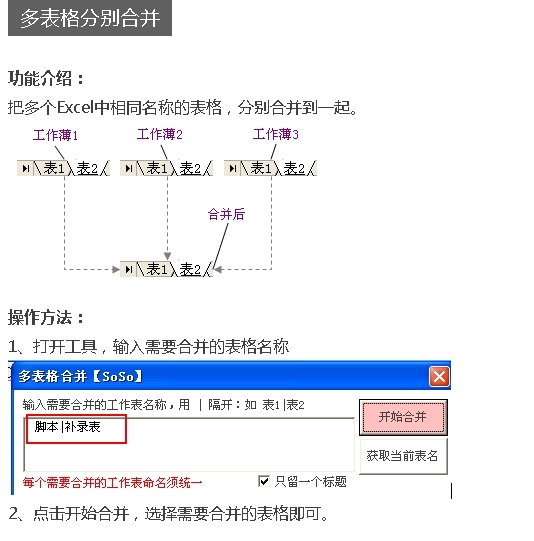 多表格分别合并
功能介绍：
把多个Excel中相同名称的表格，分别合并到一起。
工作薄1 工作薄2 工作薄3
表1 表2 表1 表2 表1 表2
合并后
表1 表2
操作方法：
1、打开工具，输入需要合并的表格名称
多表格合并【SoSo】
输入需要合并的工作表名称，用 | 隔开：如 表1|表2
开始合并
脚本|补录表
获取当前表名
每个需要合并的工作表命名须统一
只留一个标题
2、点击开始合并，选择需要合并的表格即可。